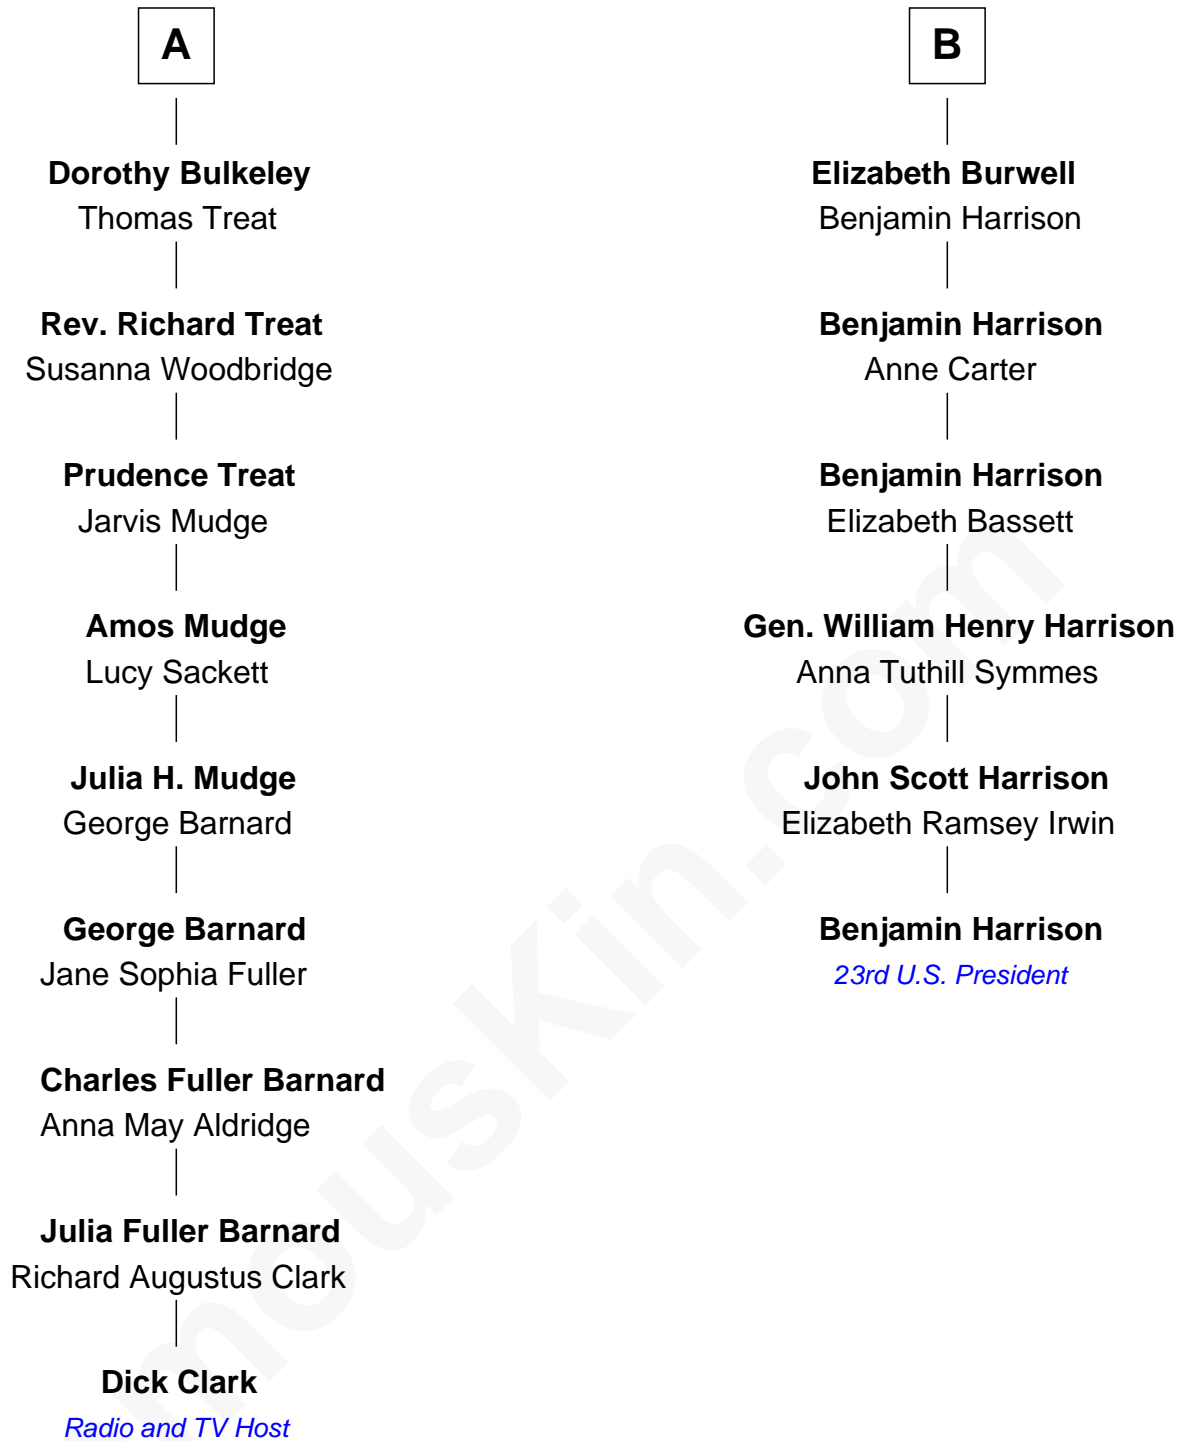 A
Dorothy Bulkeley
Thomas Treat
Rev. Richard Treat
Susanna Woodbridge
Prudence Treat
Jarvis Mudge
Amos Mudge
Lucy Sackett
Julia H. Mudge
George Barnard
George Barnard
Jane Sophia Fuller
Charles Fuller Barnard
Anna May Aldridge
Julia Fuller Barnard
Richard Augustus Clark
Dick Clark
Radio and TV Host
B
Elizabeth Burwell
Benjamin Harrison
Benjamin Harrison
Anne Carter
Benjamin Harrison
Elizabeth Bassett
Gen. William Henry Harrison
Anna Tuthill Symmes
John Scott Harrison
Elizabeth Ramsey Irwin
Benjamin Harrison
23rd U.S. President
mousKin.com